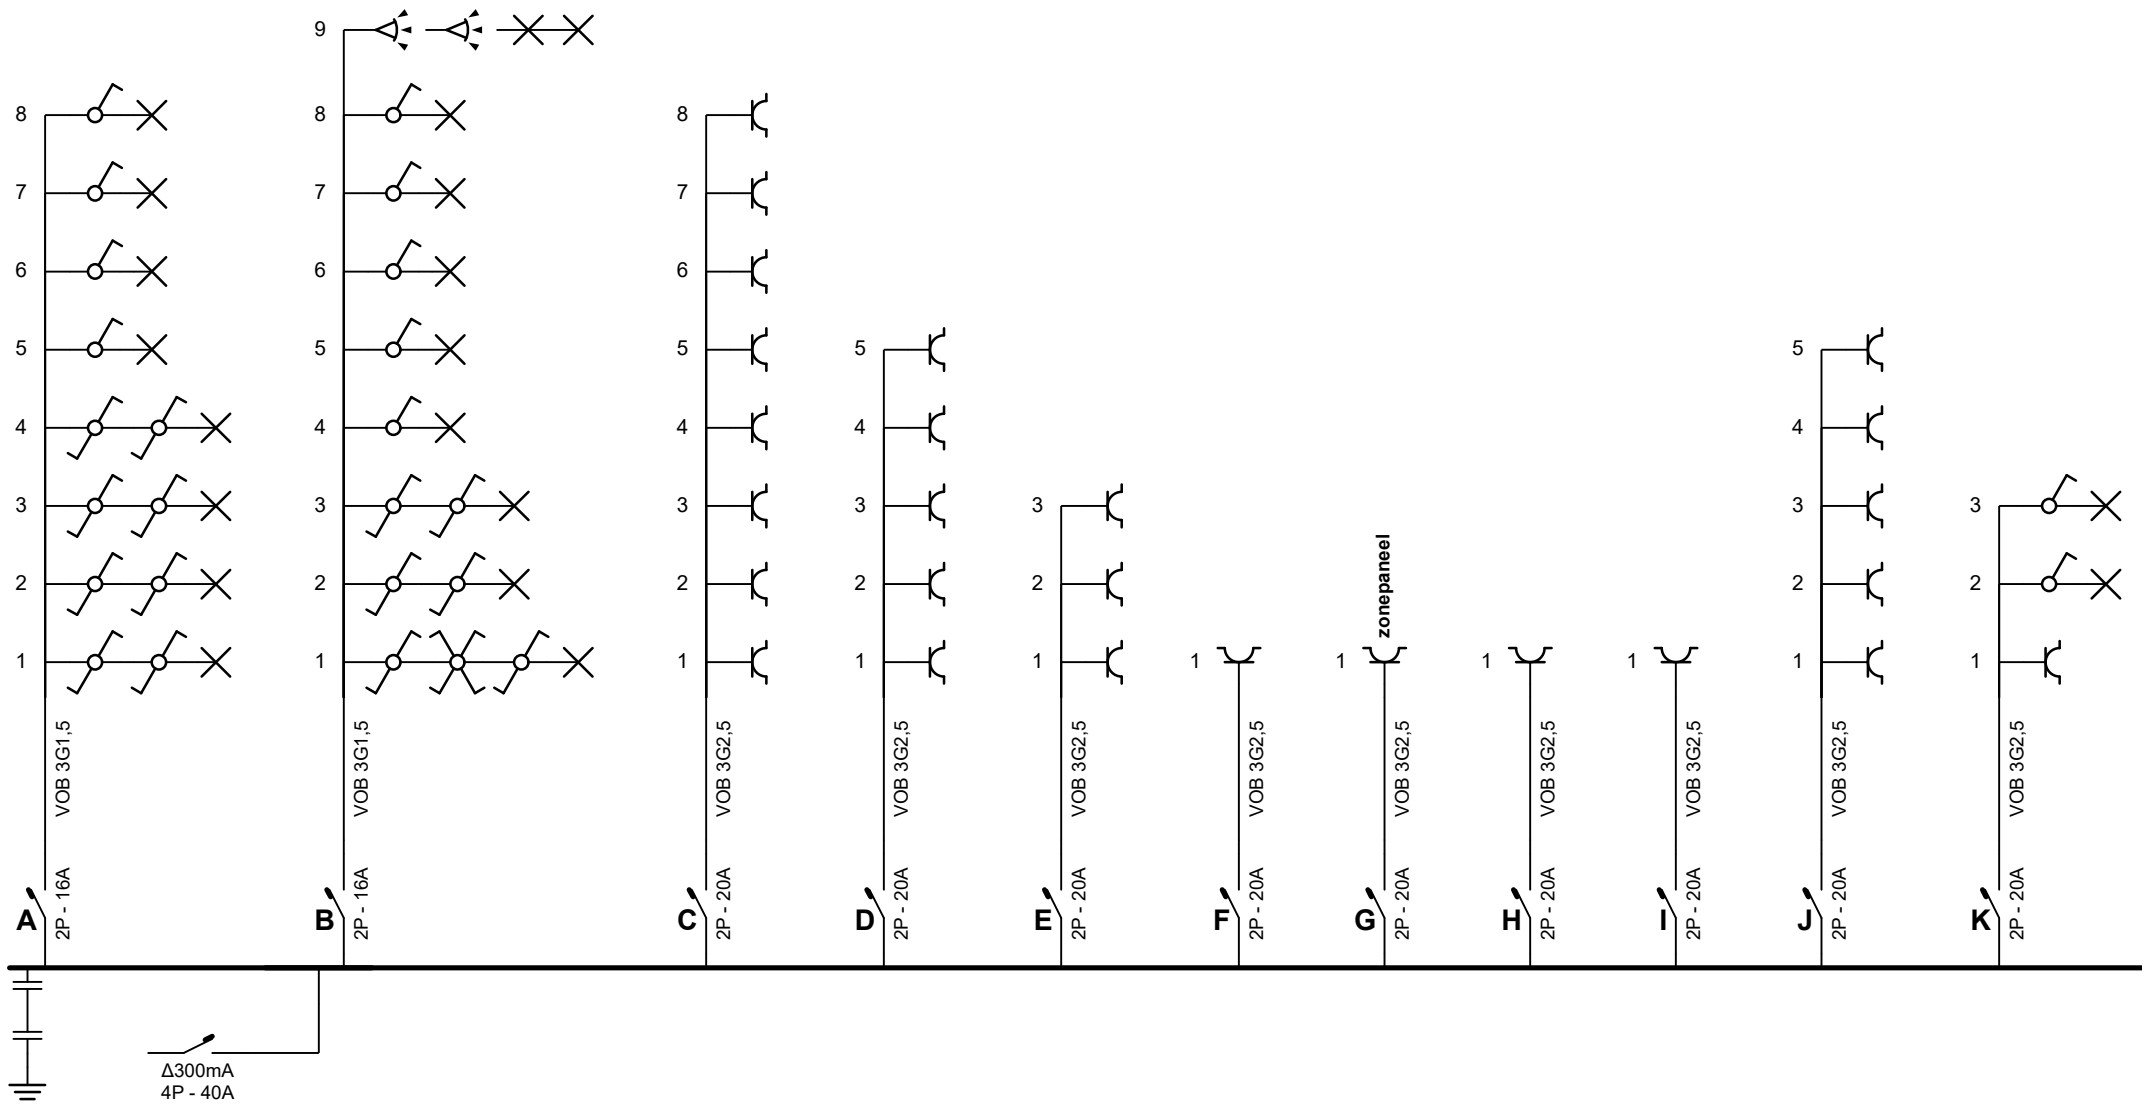 9
8 8 8
7 7 7
6 6 6
5 5 5 5 5
4 4 4 4 4
3 3 3 3 3 3 3
2 2 2 2 2 2 2
zonepaneel
1 1 1 1 1 1 1 1 1 1 1
VOB 3G1,5 VOB 3G1,5 VOB 3G2,5 VOB 3G2,5 VOB 3G2,5 VOB 3G2,5 VOB 3G2,5 VOB 3G2,5 VOB 3G2,5 VOB 3G2,5 VOB 3G2,5
2P - 16A 2P - 16A 2P - 20A 2P - 20A 2P - 20A 2P - 20A 2P - 20A 2P - 20A 2P - 20A 2P - 20A 2P - 20A
A B C D E F G H I J K
Δ300mA
4P - 40A